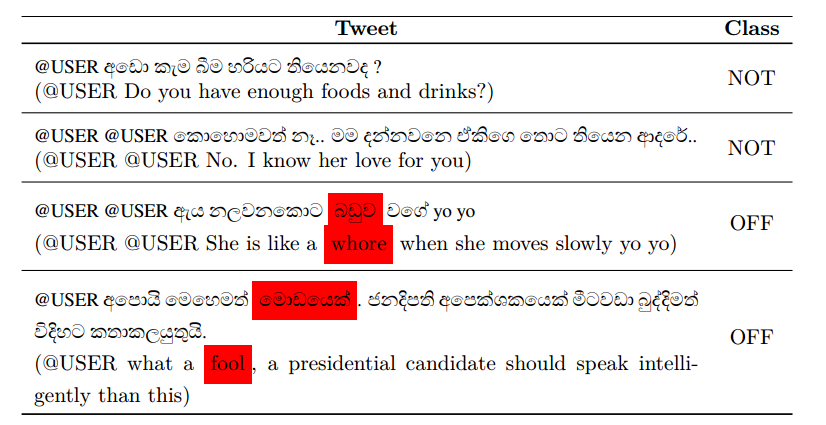 Tweet Class
@USER අඩො කැම බීම හරියට තියෙනවද ?
(@USER Do you have enough foods and drinks?)
NOT
@USER @USER කොහොමවත් නෑ.. මම දන්නවනෙ ඒකිගෙ තොට තියෙන ආදරේ..
(@USER @USER No. I know her love for you)
NOT
@USER @USER ඇය නලවනකොට බඩුව වගේ yo yo
(@USER @USER She is like a whore when she moves slowly yo yo)
OFF
@USER අපොයි මෙහෙමත් මොඩයෙක් . ජනදිපති අපෙක්ශකයෙක් මීටවඩා බුද්දිමත්
විදිහට කතාකලයුතුයි.
(@USER what a fool , a presidential candidate should speak intelli-
gently than this)
OFF